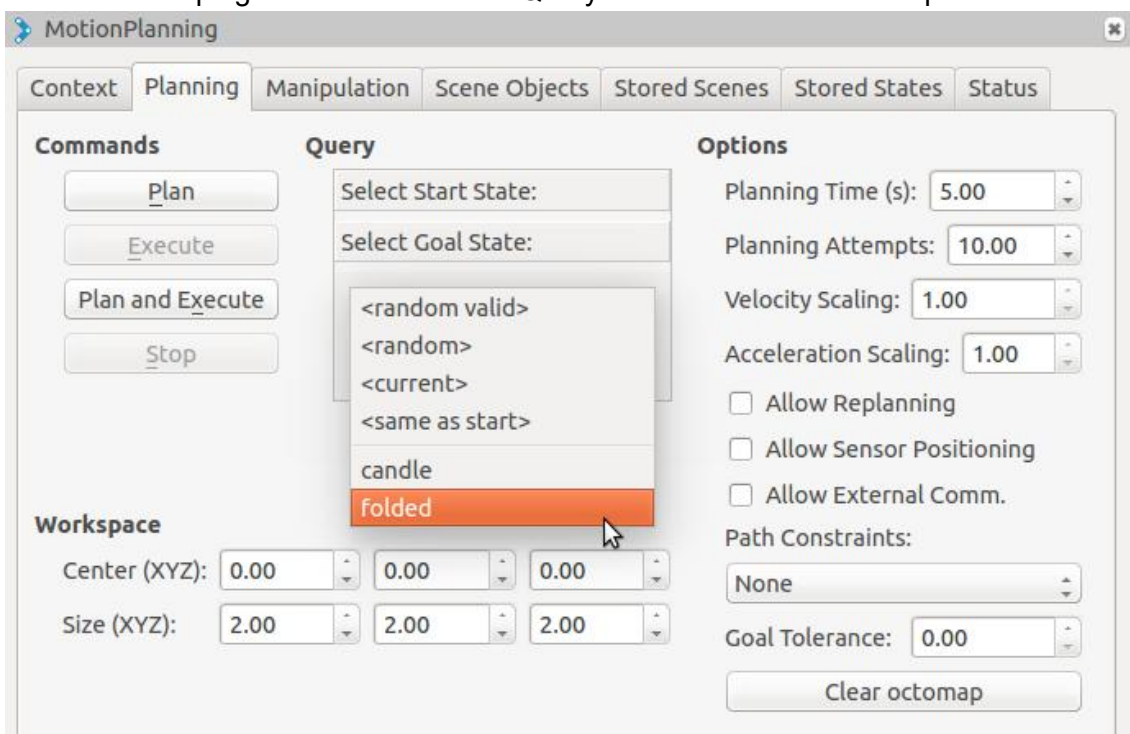 MotionPlanning
Context Planning Manipulation Scene Objects Stored Scenes Stored States Status
Commands Query Options
Plan Select Start State: Planning Time (s): 5.00
Execute Select Goal State: Planning Attempts: 10.00
Plan and Execute <random valid> Velocity Scaling: 1.00
Stop <random> Acceleration Scaling: 1.00
<current> Allow Replanning
<same as start> Allow Sensor Positioning
candle
folded Allow External Comm.
Workspace Path Constraints:
Center (XYZ): 0.00 0.00 0.00 None
Size (XYZ): 2.00 2.00 2.00 Goal Tolerance: 0.00
Clear octomap